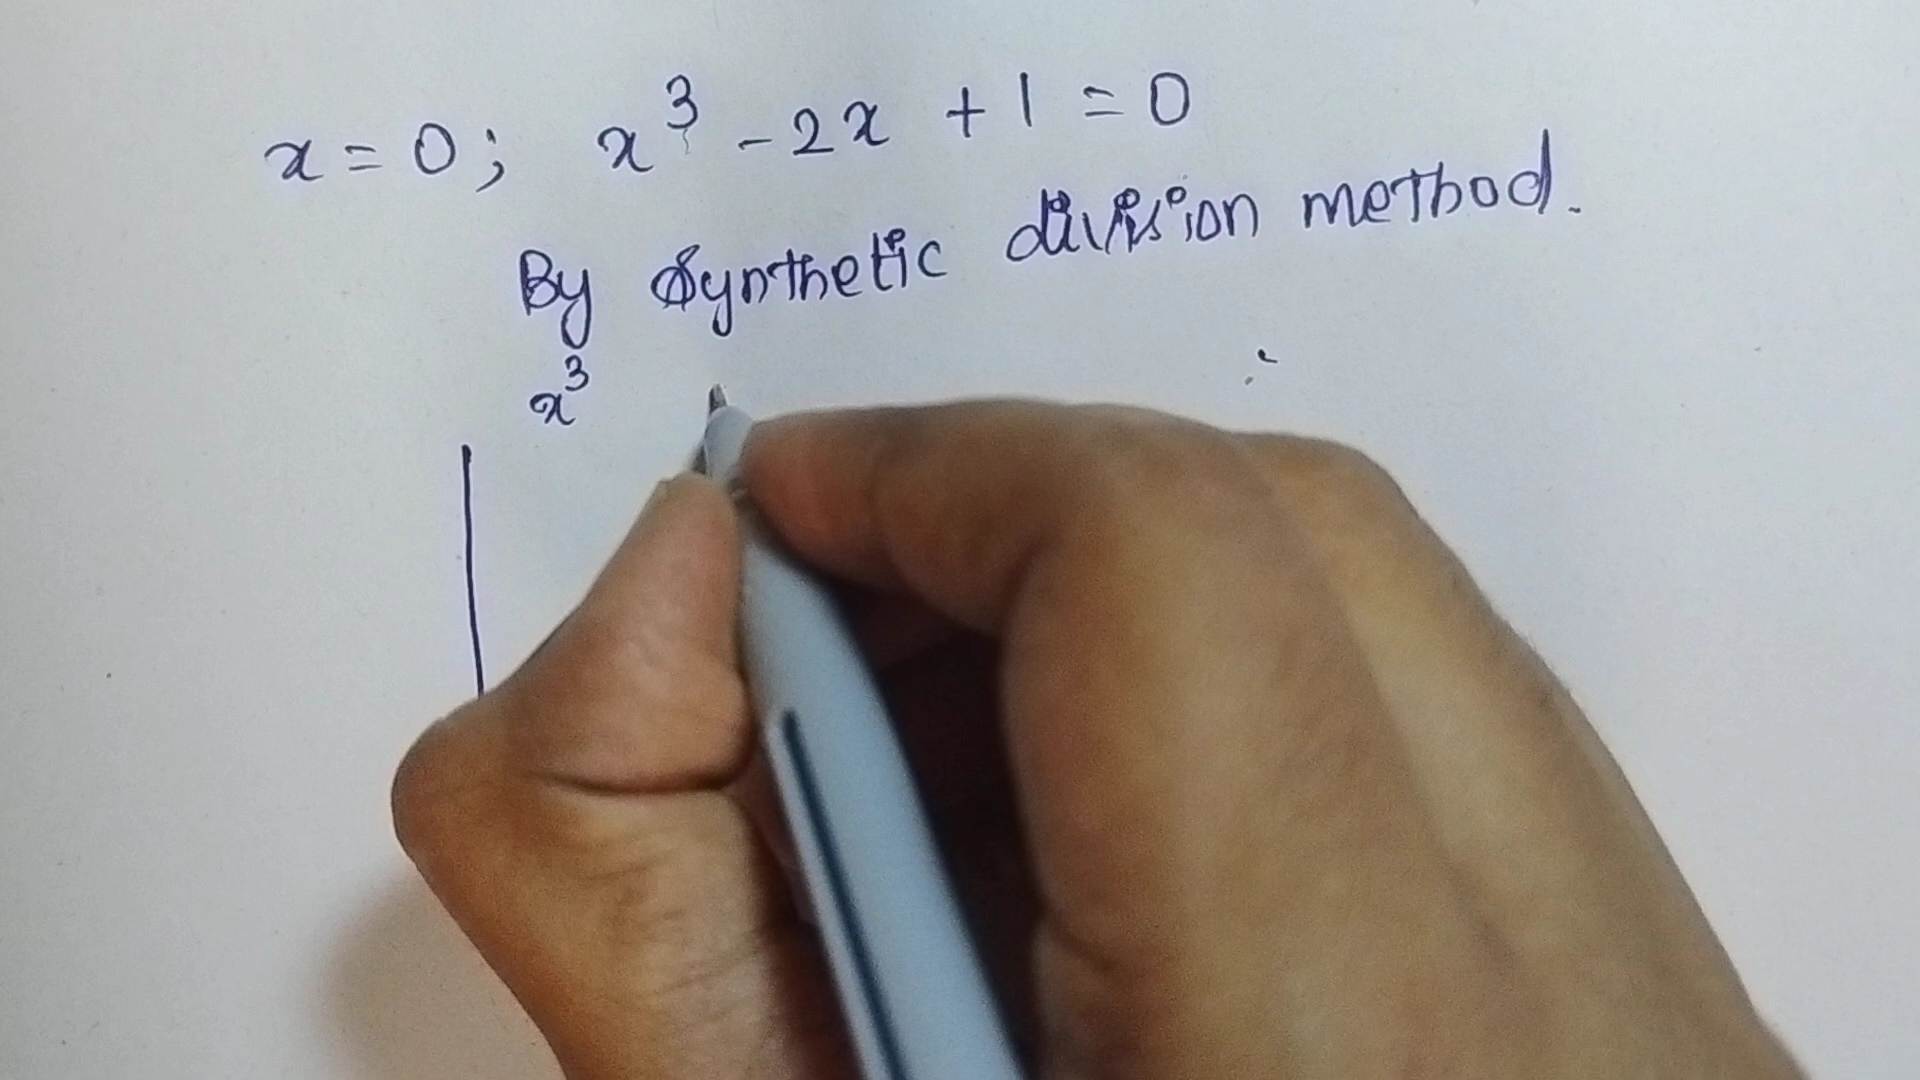 x = 0; x³ - 2x + 1 = 0
By synthetic division method.
x³